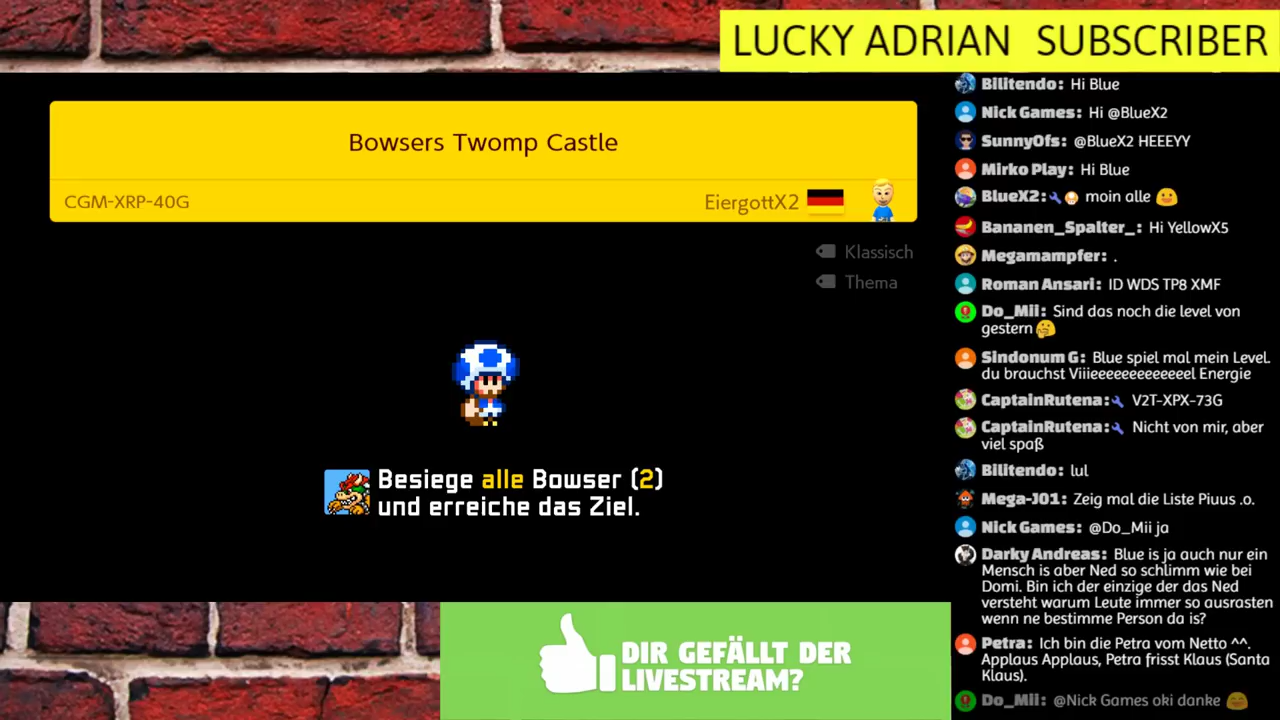 LUCKY ADRIAN SUBSCRIBER
Bowsers Twomp Castle
CGM-XRP-40G
EiergottX2
Klassisch
Thema
Besiege alle Bowser (2)
und erreiche das Ziel.
DIR GEFÄLLT DER
LIVESTREAM?
Bilitendo: Hi Blue
Nick Games: Hi @BlueX2
SunnyOfs: @BlueX2 HEEEYY
Mirko Play: Hi Blue
BlueX2: moin alle 😀
Bananen_Spalter_: Hi YellowX5
Megamampfer: .
Roman Ansari: ID WDS TP8 XMF
Do_Mii: Sind das noch die level von
gestern 🤔
Sindonum G: Blue spiel mal mein Level.
du brauchst Viiieeeeeeeeeeeel Energie
CaptainRutena: V2T-XPX-73G
CaptainRutena: Nicht von mir, aber
viel spaß
Bilitendo: lul
Mega-J01: Zeig mal die Liste Piuus .o.
Nick Games: @Do_Mii ja
Darky Andreas: Blue is ja auch nur ein
Mensch is aber Ned so schlimm wie bei
Domi. Bin ich der einzige der das Ned
versteht warum Leute immer so ausrasten
wenn ne bestimme Person da is?
Petra: Ich bin die Petra vom Netto ^^.
Applaus Applaus, Petra frisst Klaus (Santa
Klaus).
Do_Mii: @Nick Games oki danke 😊